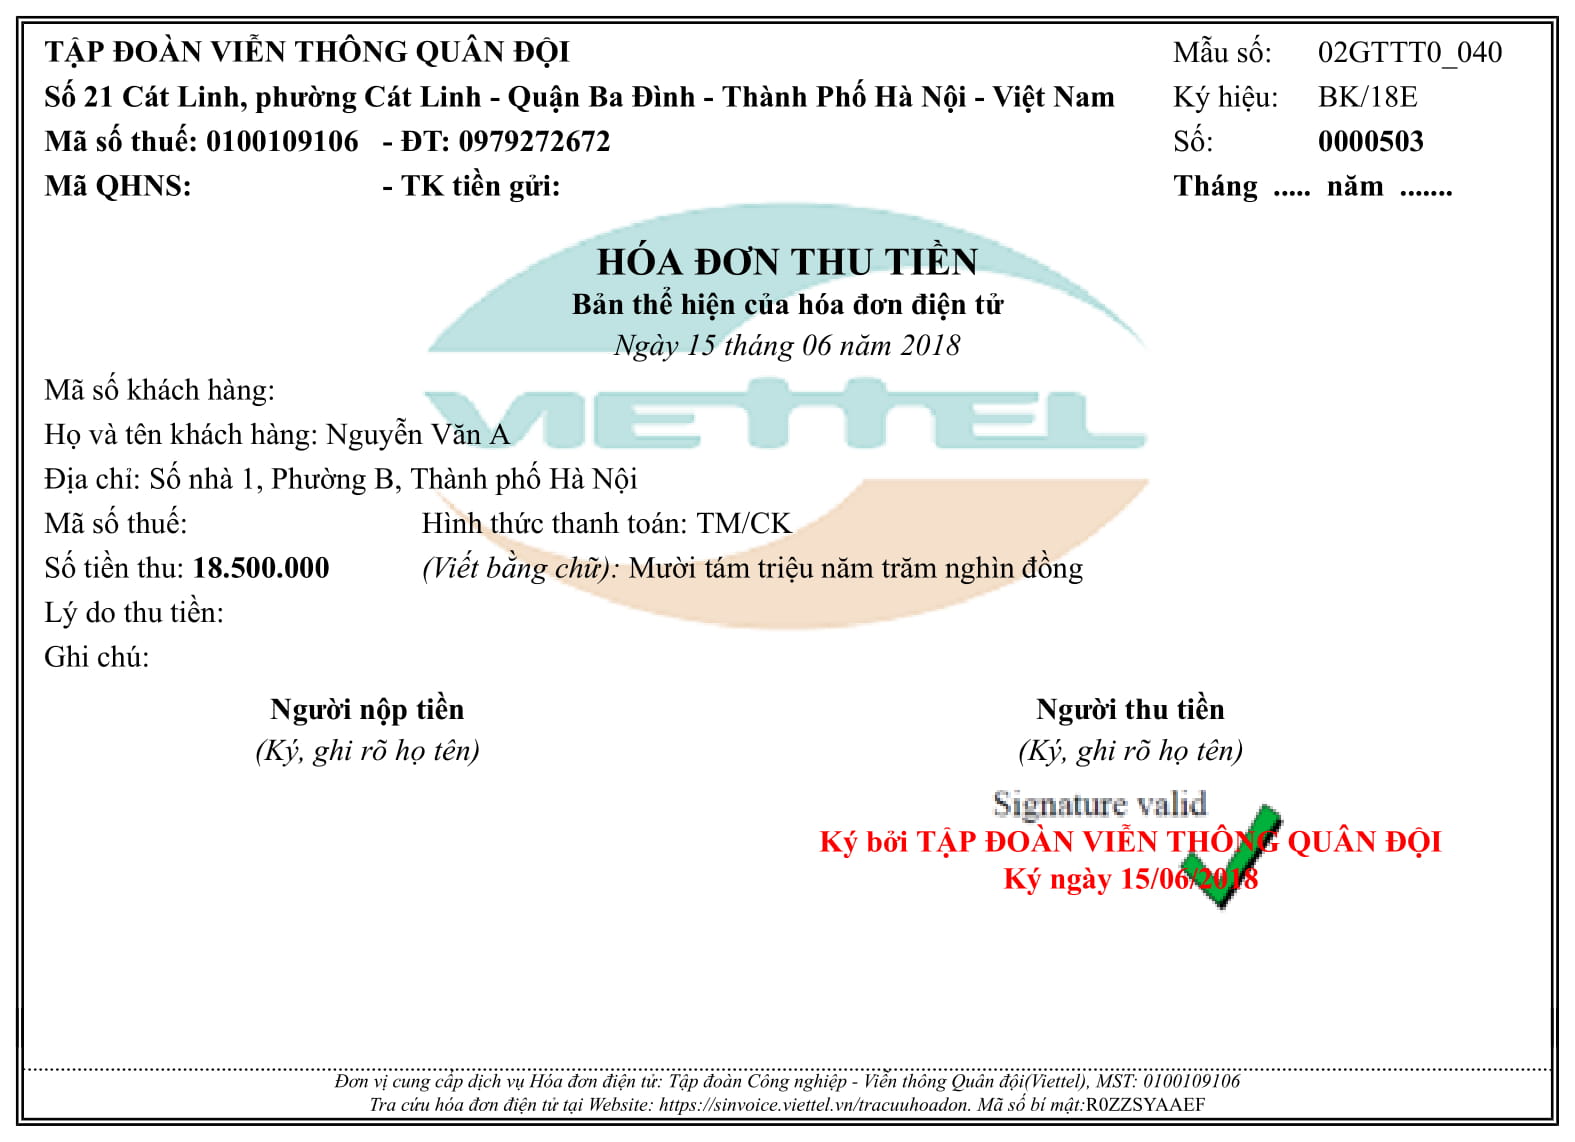 TẬP ĐOÀN VIỄN THÔNG QUÂN ĐỘI
Số 21 Cát Linh, phường Cát Linh - Quận Ba Đình - Thành Phố Hà Nội - Việt Nam
Mã số thuế: 0100109106 - ĐT: 0979272672
Mã QHNS: - TK tiền gửi:
Mẫu số: 02GTTT0_040
Ký hiệu: BK/18E
Số: 0000503
Tháng ..... năm .......
HÓA ĐƠN THU TIỀN
Bản thể hiện của hóa đơn điện tử
Ngày 15 tháng 06 năm 2018
VIETTEL
Mã số khách hàng:
Họ và tên khách hàng: Nguyễn Văn A
Địa chỉ: Số nhà 1, Phường B, Thành phố Hà Nội
Mã số thuế: Hình thức thanh toán: TM/CK
Số tiền thu: 18.500.000 (Viết bằng chữ): Mười tám triệu năm trăm nghìn đồng
Lý do thu tiền:
Ghi chú:
Người nộp tiền
(Ký, ghi rõ họ tên)
Người thu tiền
(Ký, ghi rõ họ tên)
Signature valid
Ký bởi TẬP ĐOÀN VIỄN THÔNG QUÂN ĐỘI
Ký ngày 15/06/2018
Đơn vị cung cấp dịch vụ Hóa đơn điện tử: Tập đoàn Công nghiệp - Viễn thông Quân đội(Viettel), MST: 0100109106
Tra cứu hóa đơn điện tử tại Website: https://sinvoice.viettel.vn/tracuuhoadon. Mã số bí mật:R0ZZSYAAEF